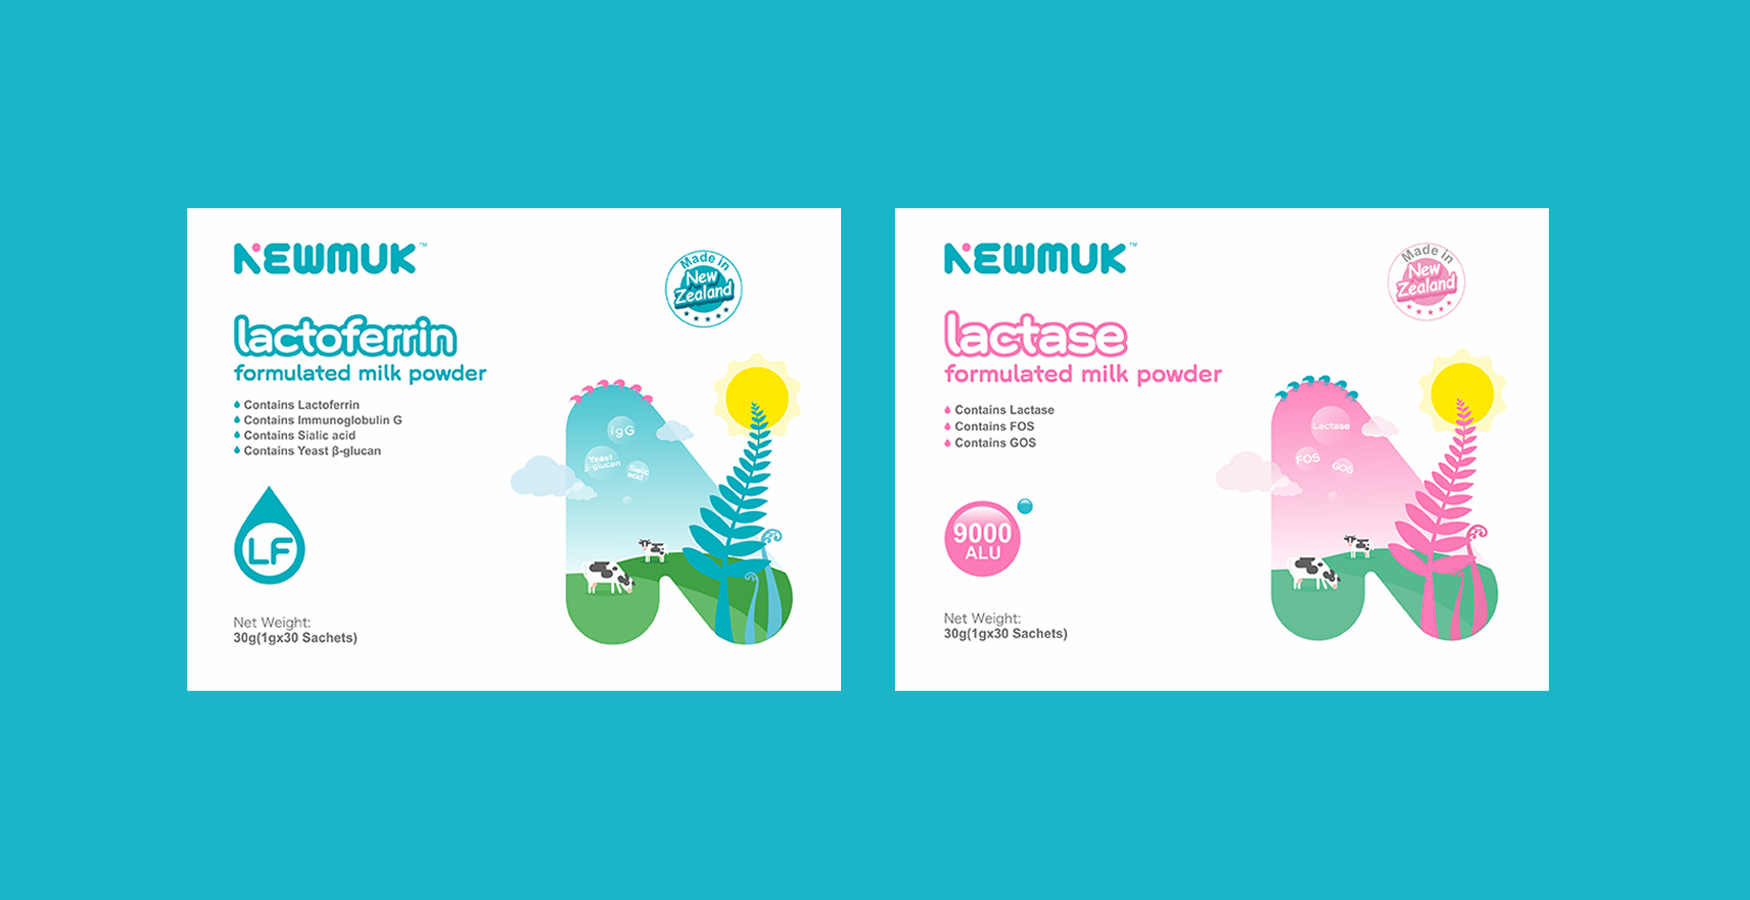 NEWMUK™
Made in
New
Zealand
lactoferrin
formulated milk powder
Contains Lactoferrin
Contains Immunoglobulin G
Contains Sialic acid
Contains Yeast β-glucan
IgG
Yeast
β-glucan
Sialic
acid
LF
Net Weight:
30g(1gx30 Sachets)
NEWMUK™
Made in
New
Zealand
lactase
formulated milk powder
Contains Lactase
Contains FOS
Contains GOS
Lactase
FOS
GOS
9000
ALU
Net Weight:
30g(1gx30 Sachets)